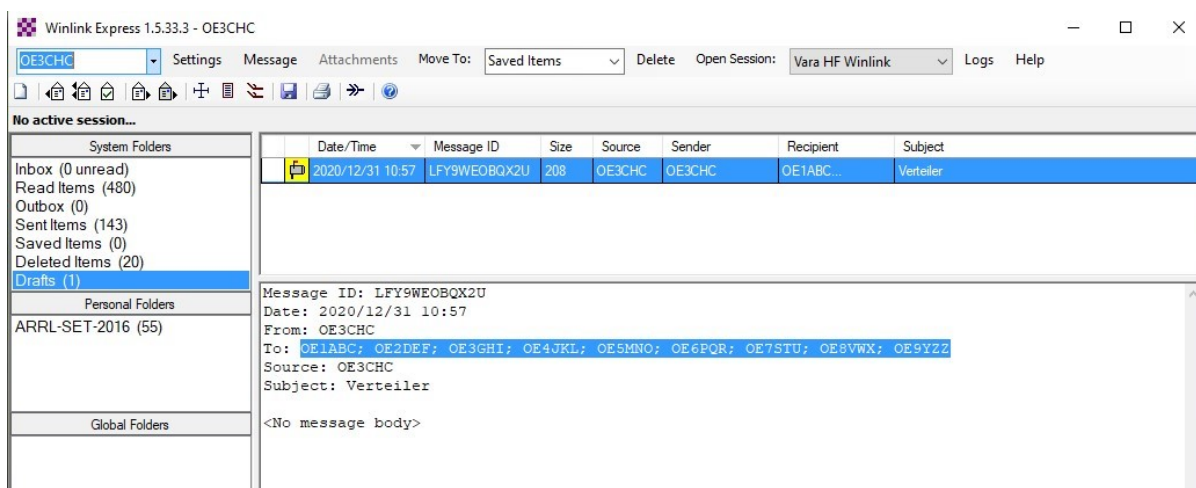 Winlink Express 1.5.33.3 - OE3CHC
OE3CHC Settings Message Attachments Move To: Saved Items Delete Open Session: Vara HF Winlink Logs Help
No active session...
System Folders
Inbox (0 unread)
Read Items (480)
Outbox (0)
Sent Items (143)
Saved Items (0)
Deleted Items (20)
Drafts (1)
Personal Folders
ARRL-SET-2016 (55)
Global Folders
Date/Time Message ID Size Source Sender Recipient Subject
2020/12/31 10:57 LFY9WEOBQX2U 208 OE3CHC OE3CHC OE1ABC... Verteiler
Message ID: LFY9WEOBQX2U
Date: 2020/12/31 10:57
From: OE3CHC
To: OE1ABC; OE2DEF; OE3GHI; OE4JKL; OE5MNO; OE6PQR; OE7STU; OE8VWX; OE9YZZ
Source: OE3CHC
Subject: Verteiler
<No message body>